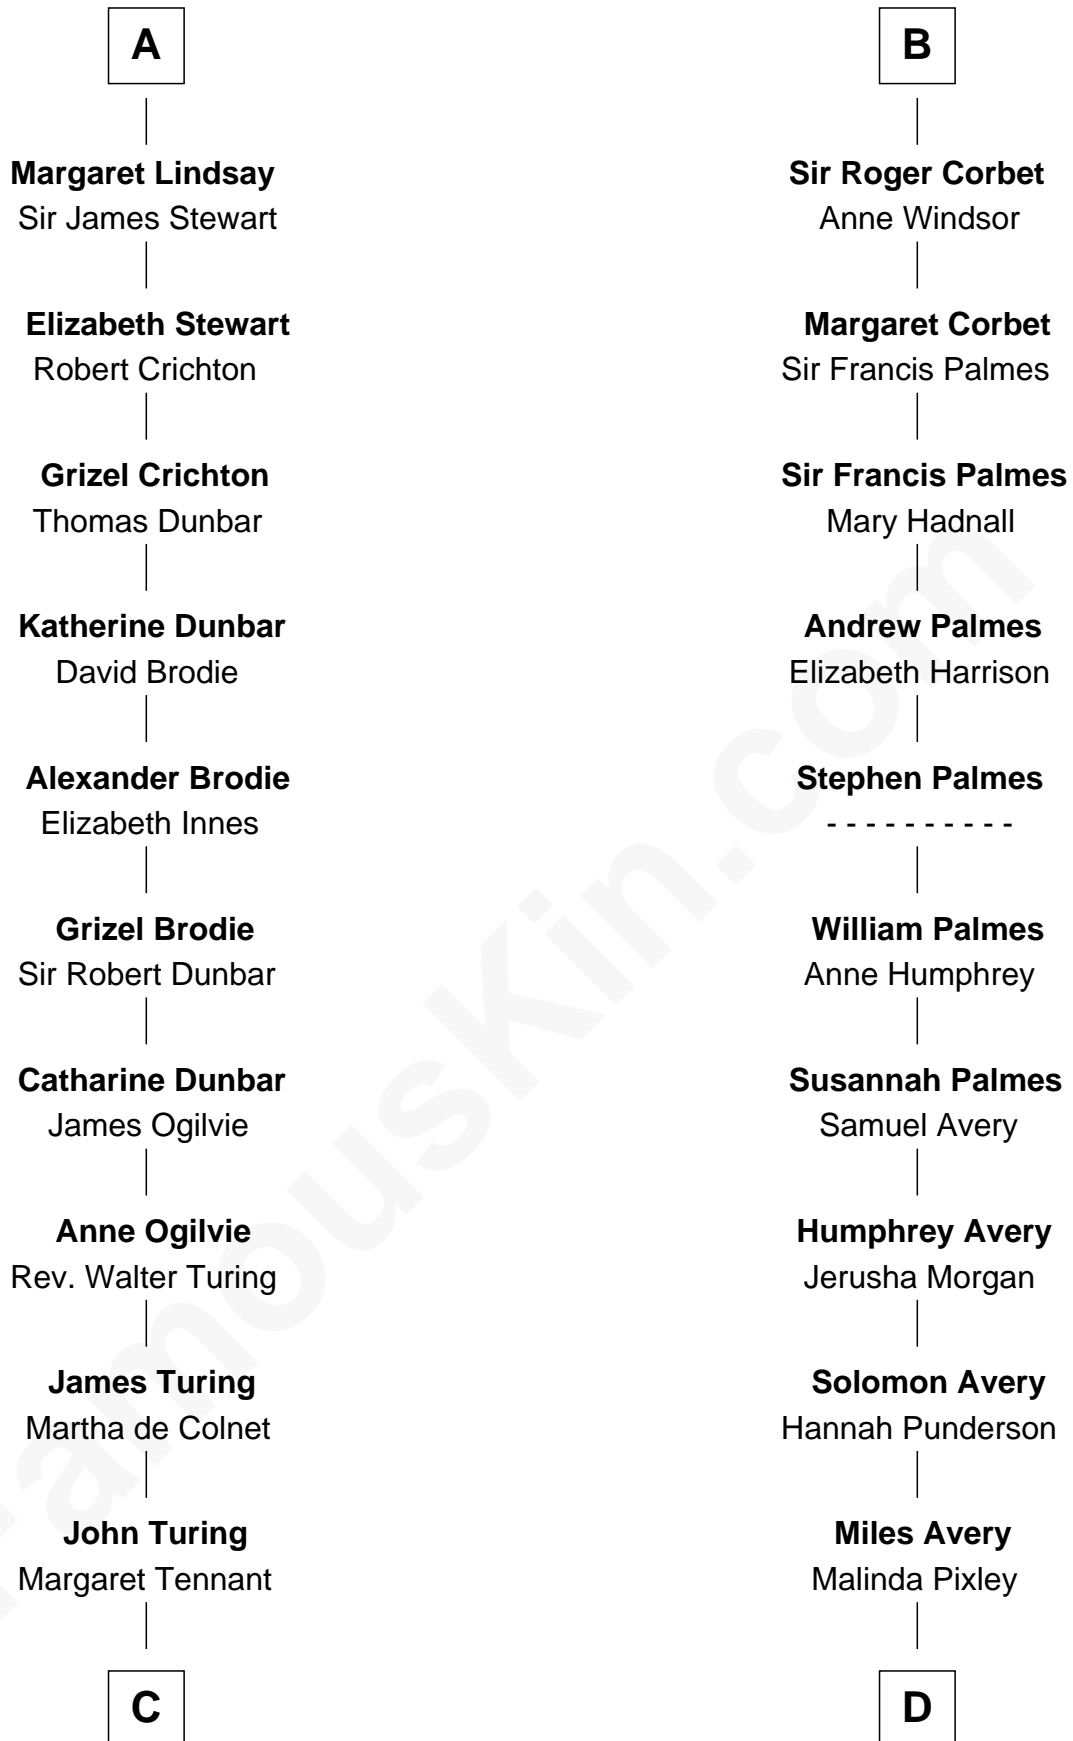 A
Margaret Lindsay
Sir James Stewart
Elizabeth Stewart
Robert Crichton
Grizel Crichton
Thomas Dunbar
Katherine Dunbar
David Brodie
Alexander Brodie
Elizabeth Innes
Grizel Brodie
Sir Robert Dunbar
Catharine Dunbar
James Ogilvie
Anne Ogilvie
Rev. Walter Turing
James Turing
Martha de Colnet
John Turing
Margaret Tennant
C
B
Sir Roger Corbet
Anne Windsor
Margaret Corbet
Sir Francis Palmes
Sir Francis Palmes
Mary Hadnall
Andrew Palmes
Elizabeth Harrison
Stephen Palmes
- - - - - - - - - -
William Palmes
Anne Humphrey
Susannah Palmes
Samuel Avery
Humphrey Avery
Jerusha Morgan
Solomon Avery
Hannah Punderson
Miles Avery
Malinda Pixley
D
FamousKin.com